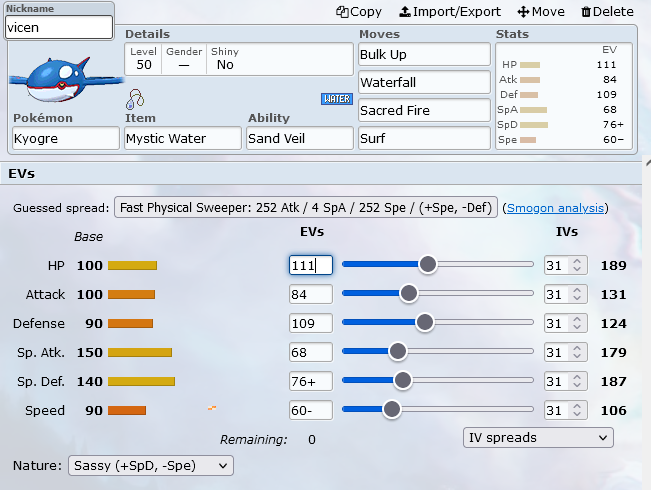 Nickname
vicen
Copy Import/Export Move Delete
Details
Level Gender Shiny
50 — No
WATER
Moves
Bulk Up
Waterfall
Sacred Fire
Surf
Stats
EV
HP 111
Atk 84
Def 109
SpA 68
SpD 76+
Spe 60−
Pokémon Item Ability
Kyogre Mystic Water Sand Veil
EVs
Guessed spread: Fast Physical Sweeper: 252 Atk / 4 SpA / 252 Spe / (+Spe, -Def) (Smogon analysis)
Base EVs IVs
HP 100 111 31 189
Attack 100 84 31 131
Defense 90 109 31 124
Sp. Atk. 150 68 31 179
Sp. Def. 140 76+ 31 187
Speed 90 60- 31 106
Remaining: 0 IV spreads
Nature: Sassy (+SpD, -Spe)